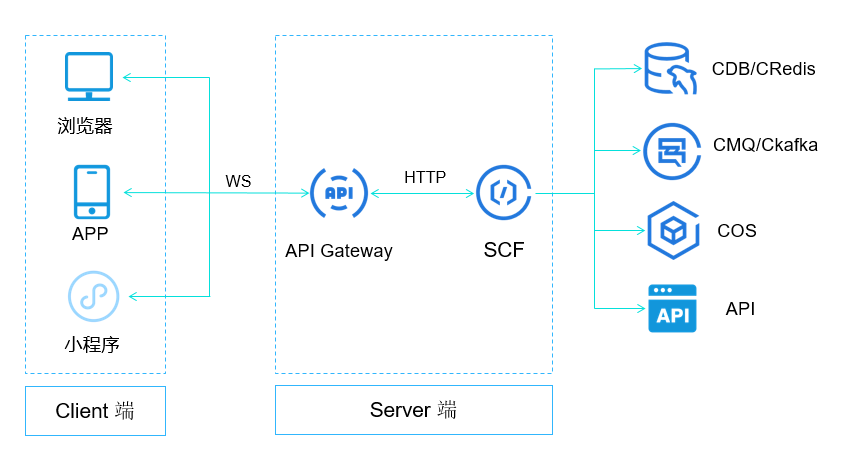 浏览器
APP
小程序
Client 端
WS
API
API Gateway
HTTP
SCF
Server 端
CDB/CRedis
CMQ/Ckafka
COS
API
API